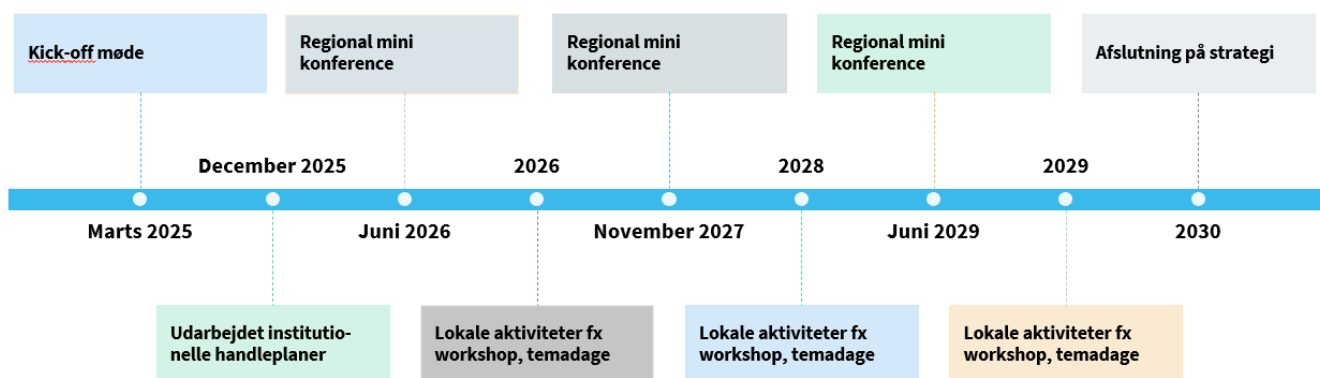 Kick-off møde
Regional mini
konference
Regional mini
konference
Regional mini
konference
Afslutning på strategi
December 2025
2026
2028
2029
Marts 2025
Juni 2026
November 2027
Juni 2029
2030
Udarbejdet institutio-
nelle handleplaner
Lokale aktiviteter fx
workshop, temadage
Lokale aktiviteter fx
workshop, temadage
Lokale aktiviteter fx
workshop, temadage